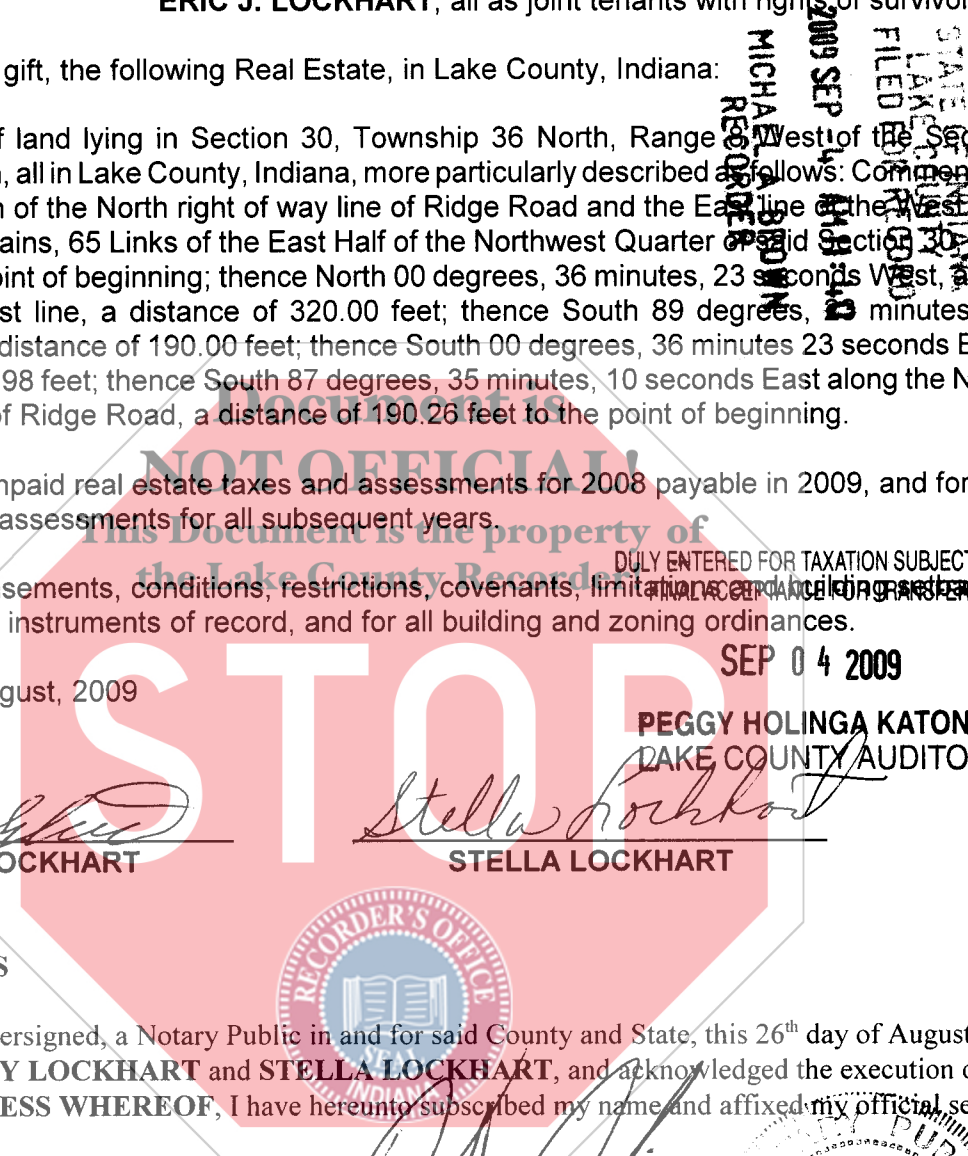 ERIC J. LOCKHART, all as joint tenants with rights of survivor
gift, the following Real Estate, in Lake County, Indiana:
STATE OF INDIANA
LAKE COUNTY
FILED FOR RECORD
2009 SEP -4 AM
MICHAEL A BROWN
RECORDER
f land lying in Section 30, Township 36 North, Range 8 West of the Sec
, all in Lake County, Indiana, more particularly described as follows: Commen
n of the North right of way line of Ridge Road and the East line of the West
ains, 65 Links of the East Half of the Northwest Quarter of said Section 30,
oint of beginning; thence North 00 degrees, 36 minutes, 23 seconds West, a
st line, a distance of 320.00 feet; thence South 89 degrees, minutes
distance of 190.00 feet; thence South 00 degrees, 36 minutes 23 seconds E
98 feet; thence South 87 degrees, 35 minutes, 10 seconds East along the N
of Ridge Road, a distance of 190.26 feet to the point of beginning.
Document is
NOT OFFICIAL!
npaid real estate taxes and assessments for 2008 payable in 2009, and for
assessments for all subsequent years.
This Document is the property of
the Lake County Recorder!
DULY ENTERED FOR TAXATION SUBJECT
FINAL ACCEPTANCE FOR TRANSFER
sements, conditions, restrictions, covenants, limitations and building setba
instruments of record, and for all building and zoning ordinances.
SEP 04 2009
gust, 2009
PEGGY HOLINGA KATON
LAKE COUNTY AUDITO
STOP
Stella Lockhart
OCKHART
STELLA LOCKHART
RECORDER'S OFFICE
SEAL
INDIANA
S
ersigned, a Notary Public in and for said County and State, this 26th day of August
Y LOCKHART and STELLA LOCKHART, and acknowledged the execution o
ESS WHEREOF, I have hereunto subscribed my name and affixed my official se